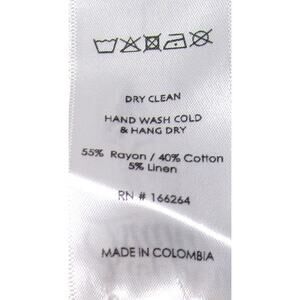 DRY CLEAN
HAND WASH COLD
& HANG DRY
55% Rayon / 40% Cotton
5% Linen
RN # 166264
MADE IN COLOMBIA